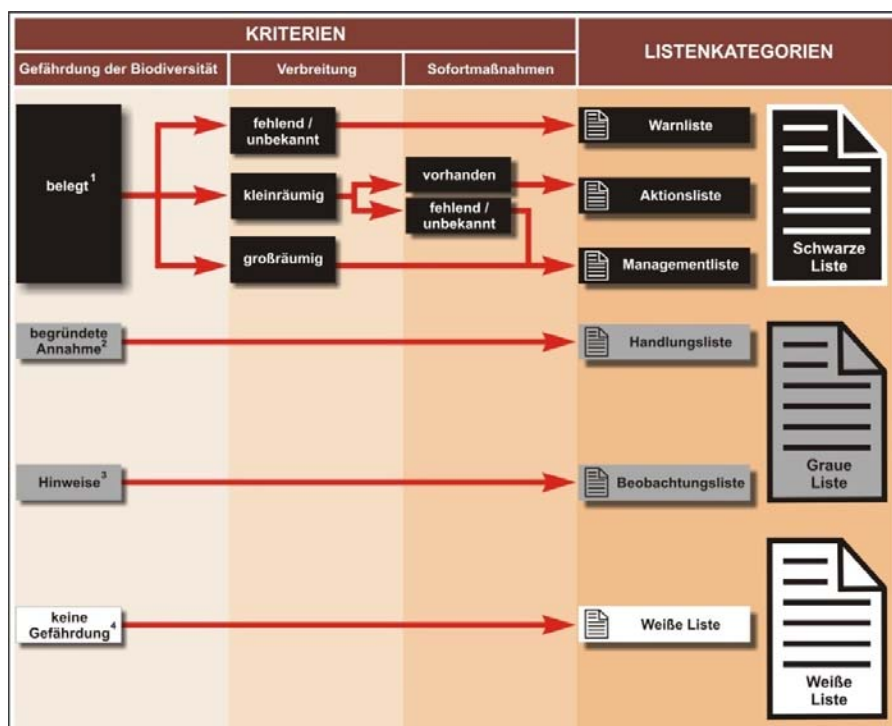 KRITERIEN
LISTENKATEGORIEN
Gefährdung der Biodiversität
Verbreitung
Sofortmaßnahmen
belegt1
fehlend /
unbekannt
Warnliste
kleinräumig
vorhanden
Aktionsliste
fehlend /
unbekannt
großräumig
Managementliste
Schwarze
Liste
begründete
Annahme2
Handlungsliste
Hinweise3
Beobachtungsliste
Graue
Liste
keine
Gefährdung4
Weiße Liste
Weiße
Liste